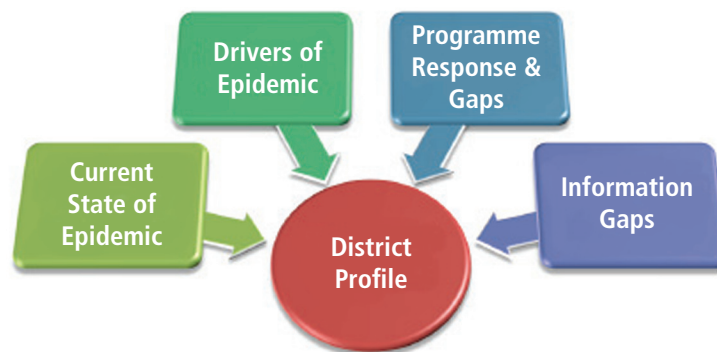 Current
State of
Epidemic
Drivers of
Epidemic
Programme
Response &
Gaps
Information
Gaps
District
Profile